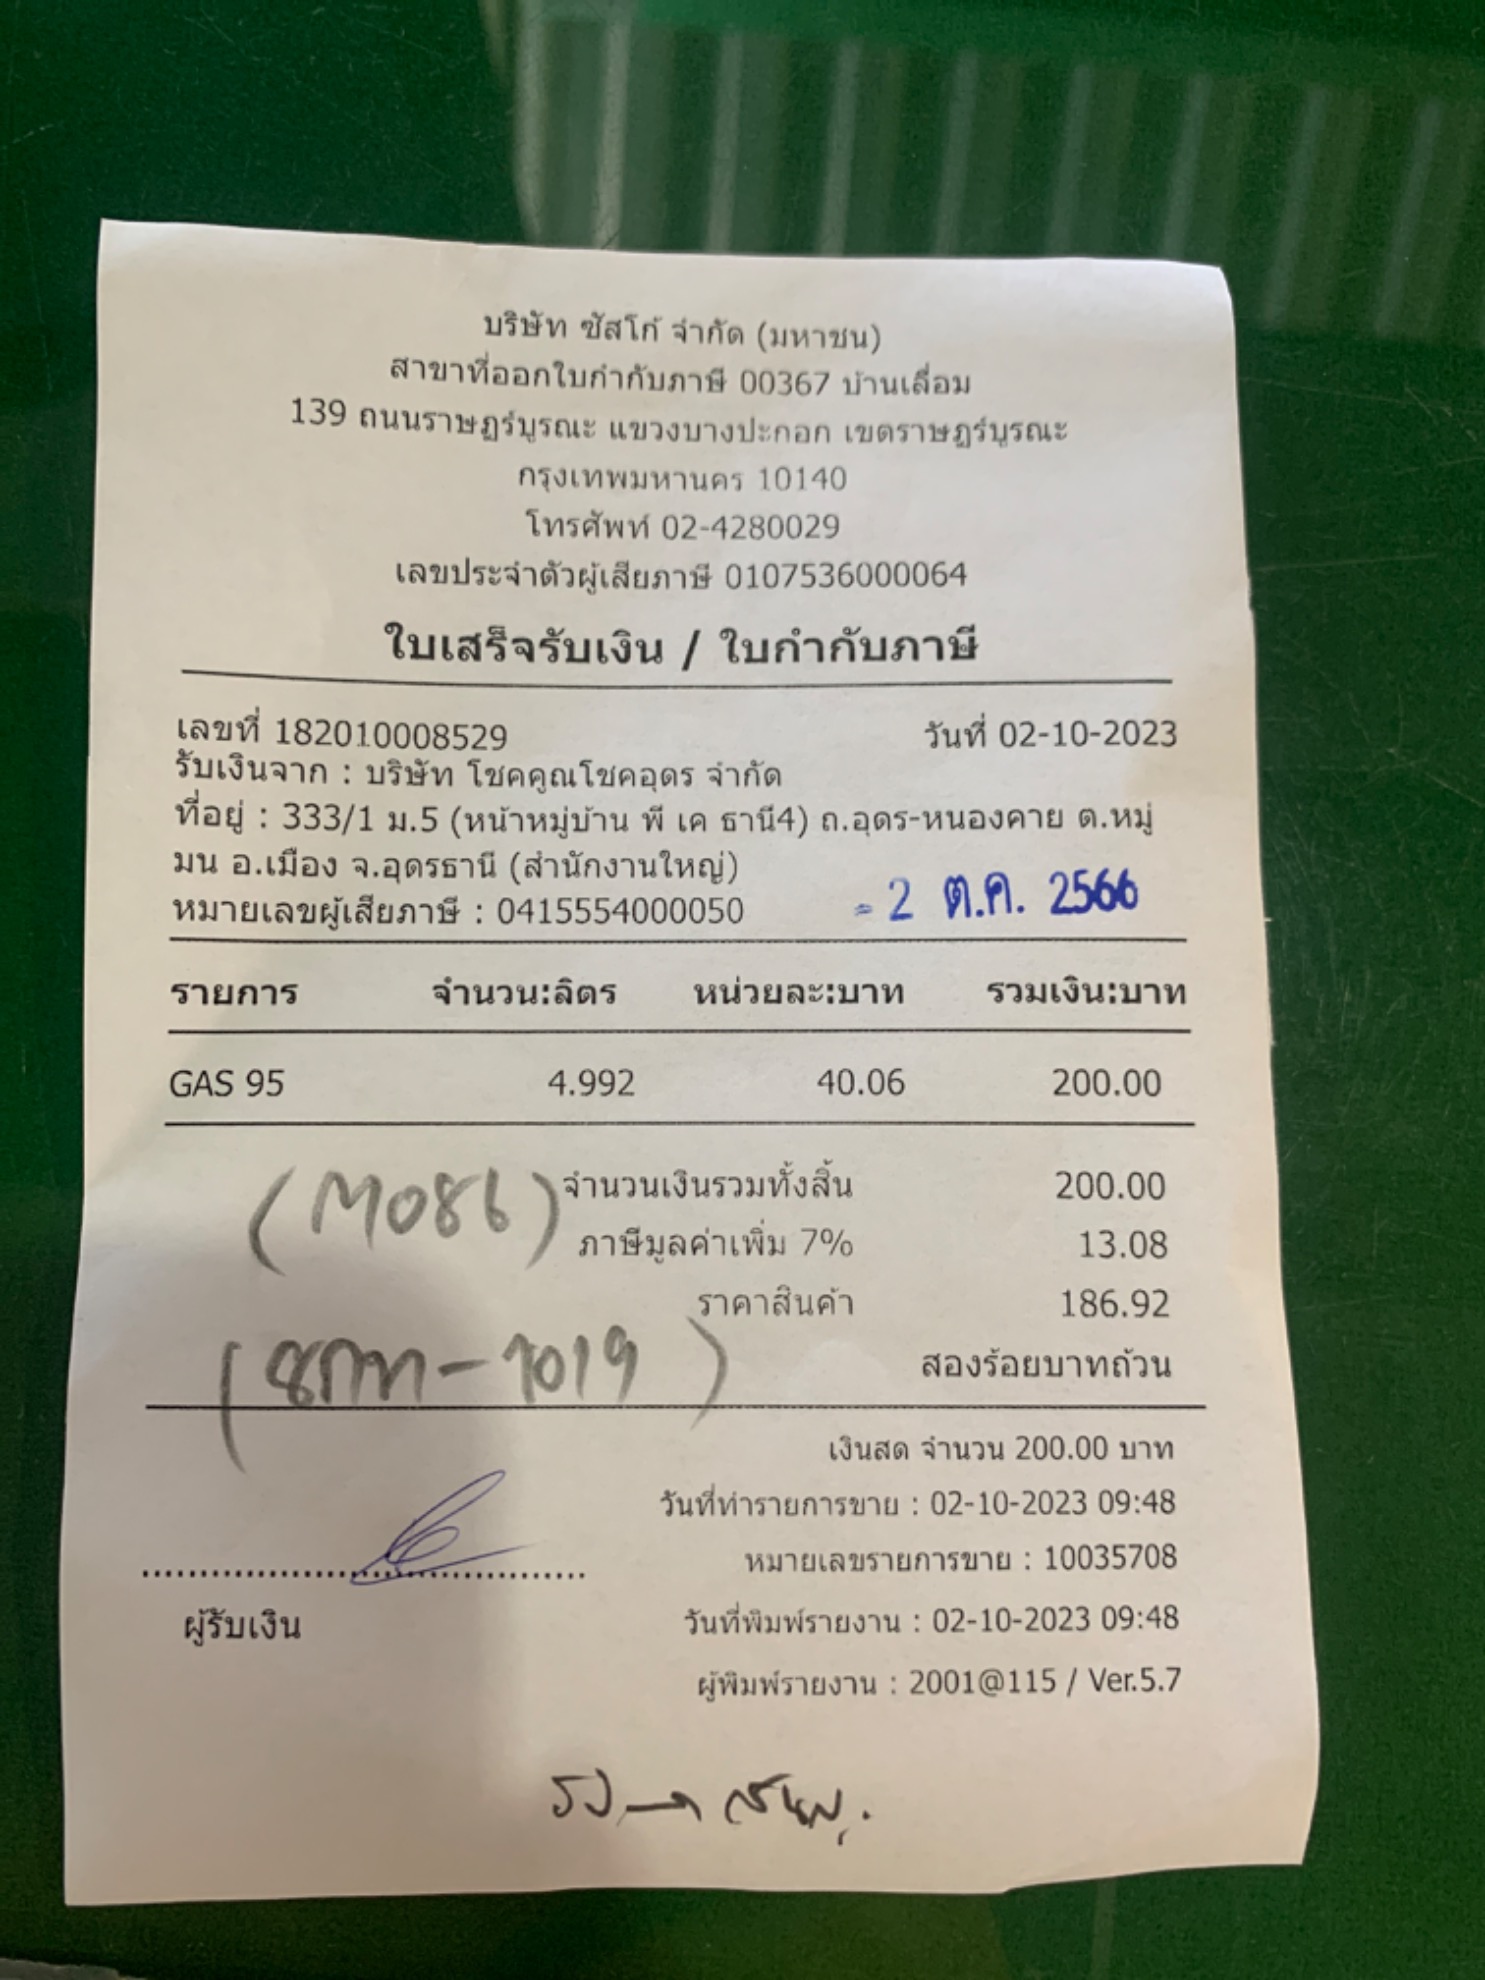 บริษัท ซัสโก้ จำกัด (มหาชน)
สาขาที่ออกใบกำกับภาษี 00367 บ้านเลื่อม
139 ถนนราษฎร์บูรณะ แขวงบางปะกอก เขตราษฎร์บูรณะ
กรุงเทพมหานคร 10140
โทรศัพท์ 02-4280029
เลขประจำตัวผู้เสียภาษี 0107536000064
ใบเสร็จรับเงิน / ใบกำกับภาษี
เลขที่ 182010008529 วันที่ 02-10-2023
รับเงินจาก : บริษัท โชคคูณโชคอุดร จำกัด
ที่อยู่ : 333/1 ม.5 (หน้าหมู่บ้าน พี เค ธานี4) ถ.อุดร-หนองคาย ต.หมู่
มน อ.เมือง จ.อุดรธานี (สำนักงานใหญ่)
หมายเลขผู้เสียภาษี : 0415554000050 - 2 ต.ค. 2566
รายการ จำนวน:ลิตร หน่วยละ:บาท รวมเงิน:บาท
GAS 95 4.992 40.06 200.00
(M086) จำนวนเงินรวมทั้งสิ้น 200.00
ภาษีมูลค่าเพิ่ม 7% 13.08
ราคาสินค้า 186.92
สองร้อยบาทถ้วน
เงินสด จำนวน 200.00 บาท
วันที่ทำรายการขาย : 02-10-2023 09:48
หมายเลขรายการขาย : 10035708
ผู้รับเงิน วันที่พิมพ์รายงาน : 02-10-2023 09:48
ผู้พิมพ์รายงาน : 2001@115 / Ver.5.7